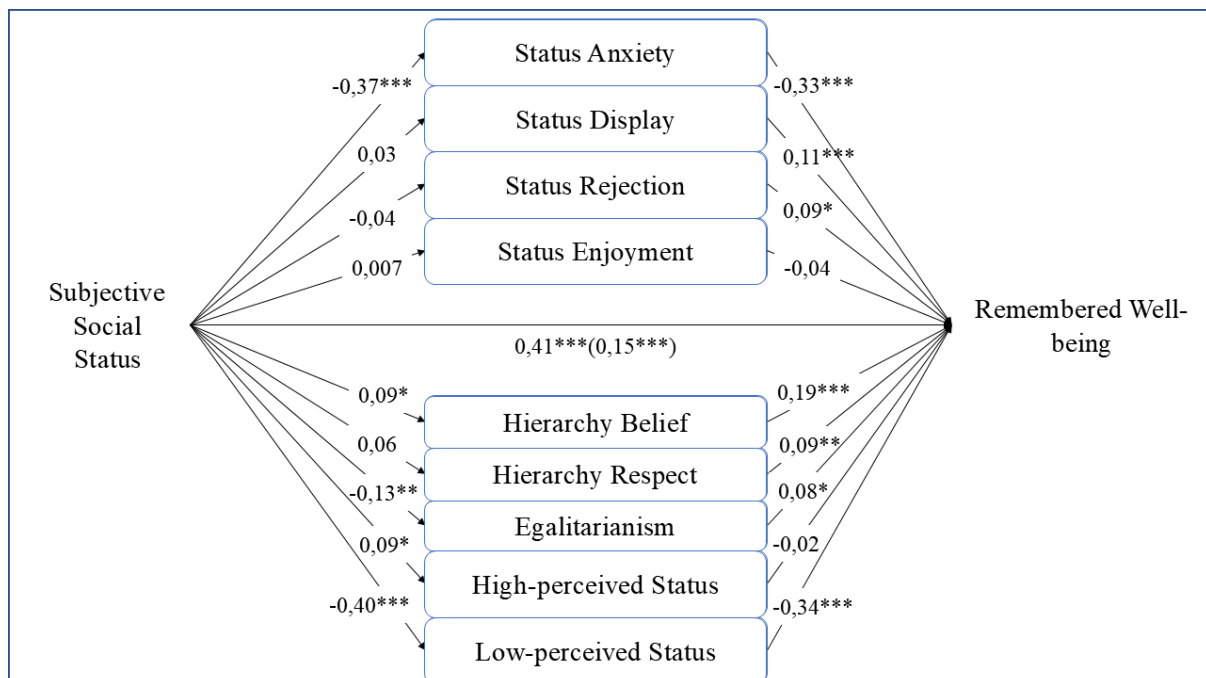 Status Anxiety
-0,37***
-0,33***
Status Display
0,03
0,11***
Status Rejection
-0,04
0,09*
Status Enjoyment
0,007
-0,04
Subjective
Social
Status
Remembered Well-
being
0,41***(0,15***)
0,09*
0,19***
Hierarchy Belief
0,06
0,09**
Hierarchy Respect
-0,13**
0,08*
Egalitarianism
0,09*
-0,02
High-perceived Status
-0,40***
-0,34***
Low-perceived Status